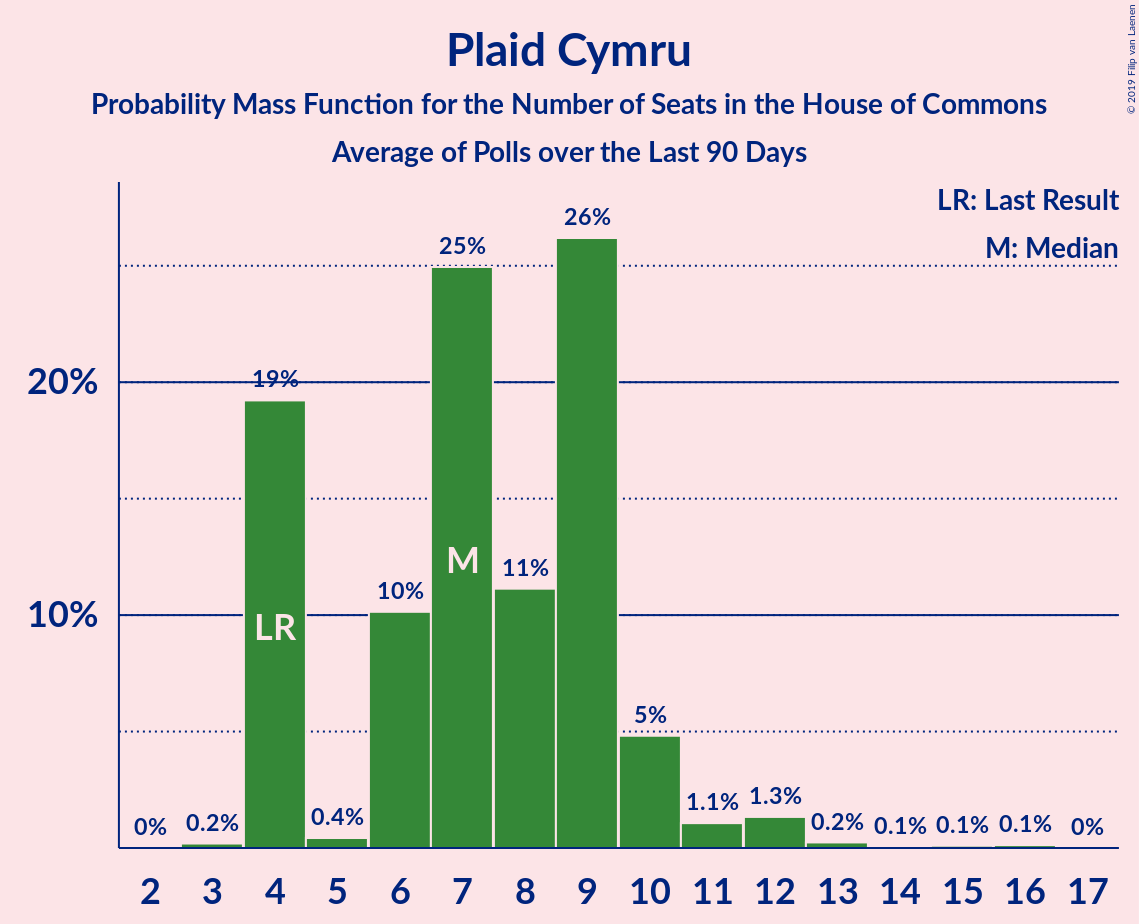 Plaid Cymru
Probability Mass Function for the Number of Seats in the House of Commons
Average of Polls over the Last 90 Days
© 2019 Filip van Laenen
LR: Last Result
M: Median
26%
25%
20%
19%
M
11%
10%
10%
LR
5%
0% 0.2% 0.4% 1.1% 1.3% 0.2% 0.1% 0.1% 0.1% 0%
2 3 4 5 6 7 8 9 10 11 12 13 14 15 16 17